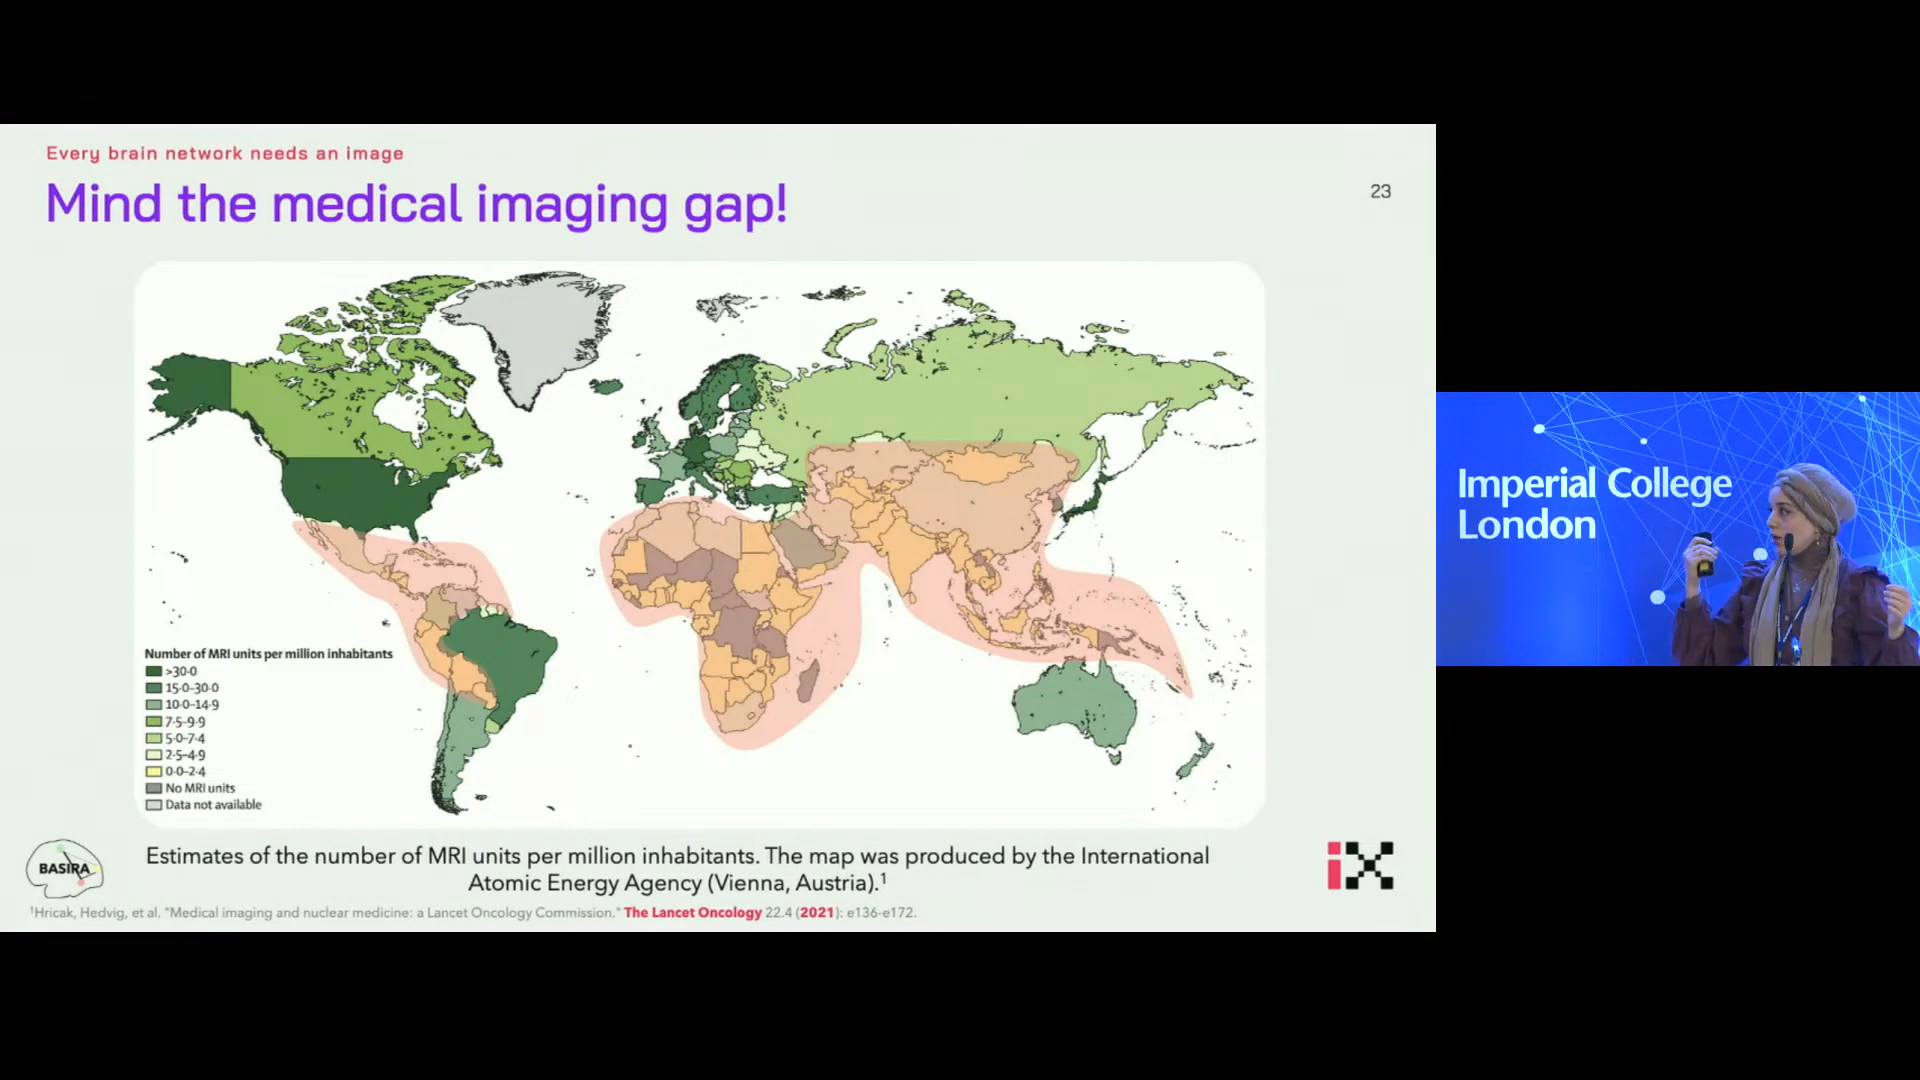 Every brain network needs an image
Mind the medical imaging gap!
23
Number of MRI units per million inhabitants
>30·0
15·0–30·0
10·0–14·9
7·5–9·9
5·0–7·4
2·5–4·9
0·0–2·4
No MRI units
Data not available
BASIRA
Estimates of the number of MRI units per million inhabitants. The map was produced by the International
Atomic Energy Agency (Vienna, Austria).¹
iX
¹Hricak, Hedvig, et al. "Medical imaging and nuclear medicine: a Lancet Oncology Commission." The Lancet Oncology 22.4 (2021): e136-e172.
Imperial College
London